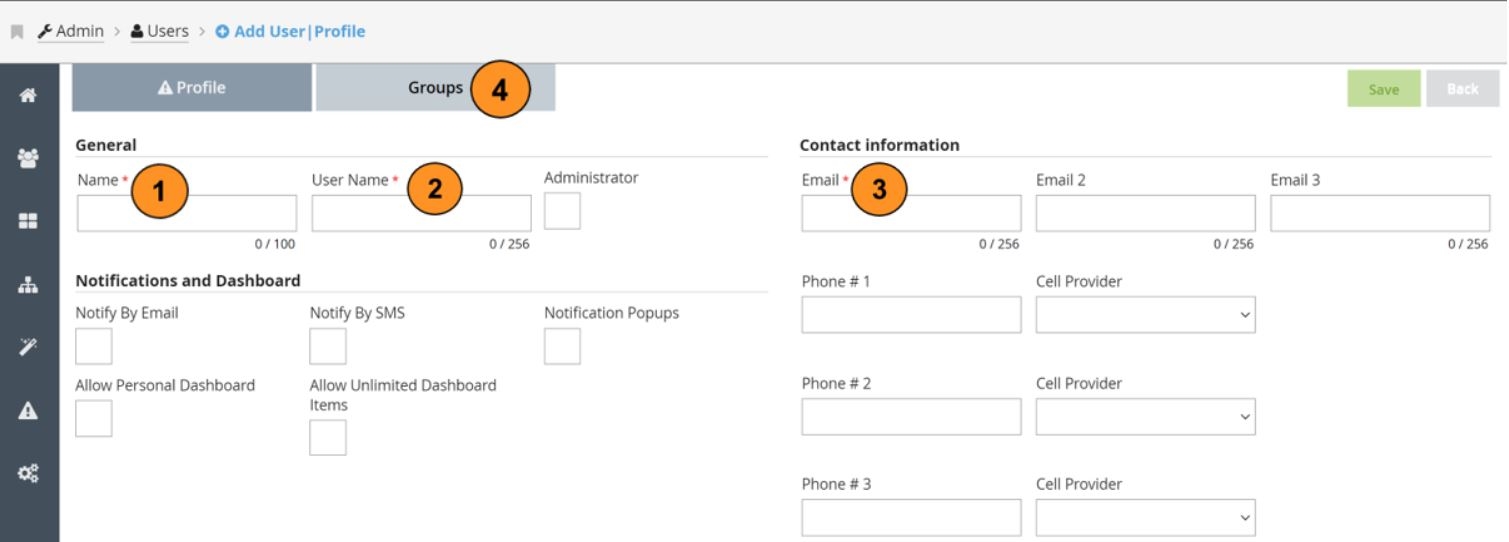 Admin > Users > Add User|Profile
Profile Groups 4 Save Back
General
Name * 1 User Name * 2 Administrator
0 / 100 0 / 256
Notifications and Dashboard
Notify By Email Notify By SMS Notification Popups
Allow Personal Dashboard Allow Unlimited Dashboard
Items
Contact information
Email * 3 Email 2 Email 3
0 / 256 0 / 256 0 / 256
Phone # 1 Cell Provider
Phone # 2 Cell Provider
Phone # 3 Cell Provider